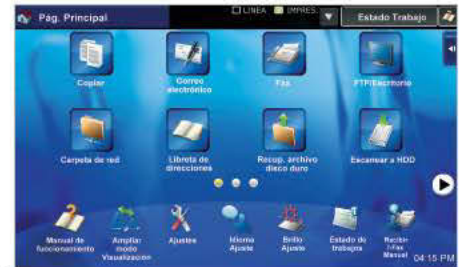 Pág. Principal
LINEA
IMPRES.
Estado Trabajo
Copiar
Correo
electrónico
Fax
FTP/Escritorio
Carpeta de red
Libreta de
direcciones
Recup. archivo
disco duro
Escanear a HDD
Manual de
funcionamiento
Ampliar
modo
Visualización
Ajustes
Idioma
Ajuste
Brillo
Ajuste
Estado de
trabajos
Recibir
I-Fax
Manual
04:15 PM